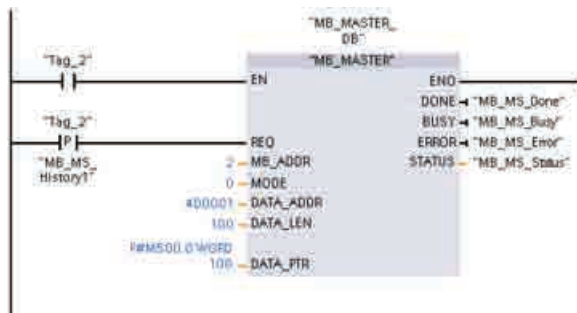 "MB_MASTER_
DB"
"Tag_2"
"MB_MASTER"
EN
ENO
DONE
"MB_MS_Done"
"Tag_2"
BUSY
"MB_MS_Busy"
P
REQ
ERROR
"MB_MS_Error"
"MB_MS_
History1"
2
MB_ADDR
STATUS
"MB_MS_Status"
0
MODE
40001
DATA_ADDR
100
DATA_LEN
P#M500.0 WORD
100
DATA_PTR